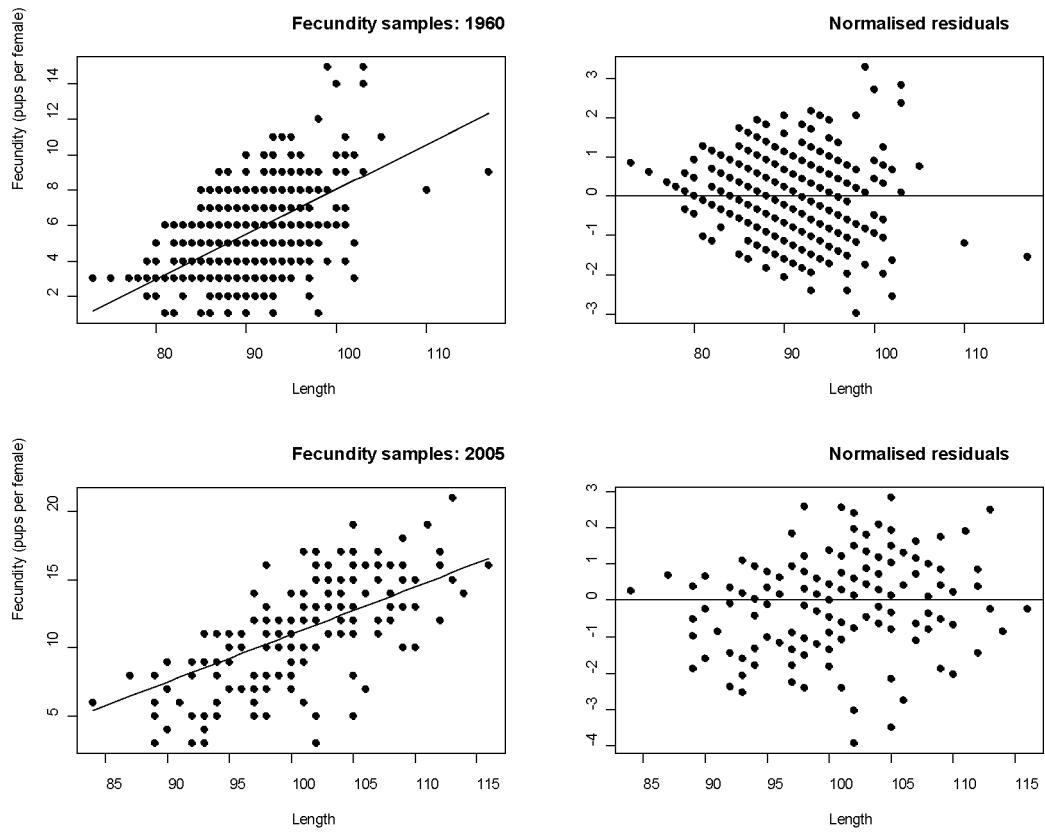 Fecundity samples: 1960
Fecundity (pups per female)
14
12
10
8
6
4
2
80 90 100 110
Length
Normalised residuals
3
2
1
0
-1
-2
-3
80 90 100 110
Length
Fecundity samples: 2005
Fecundity (pups per female)
20
15
10
5
85 90 95 100 105 110 115
Length
Normalised residuals
3
2
1
0
-1
-2
-3
-4
85 90 95 100 105 110 115
Length